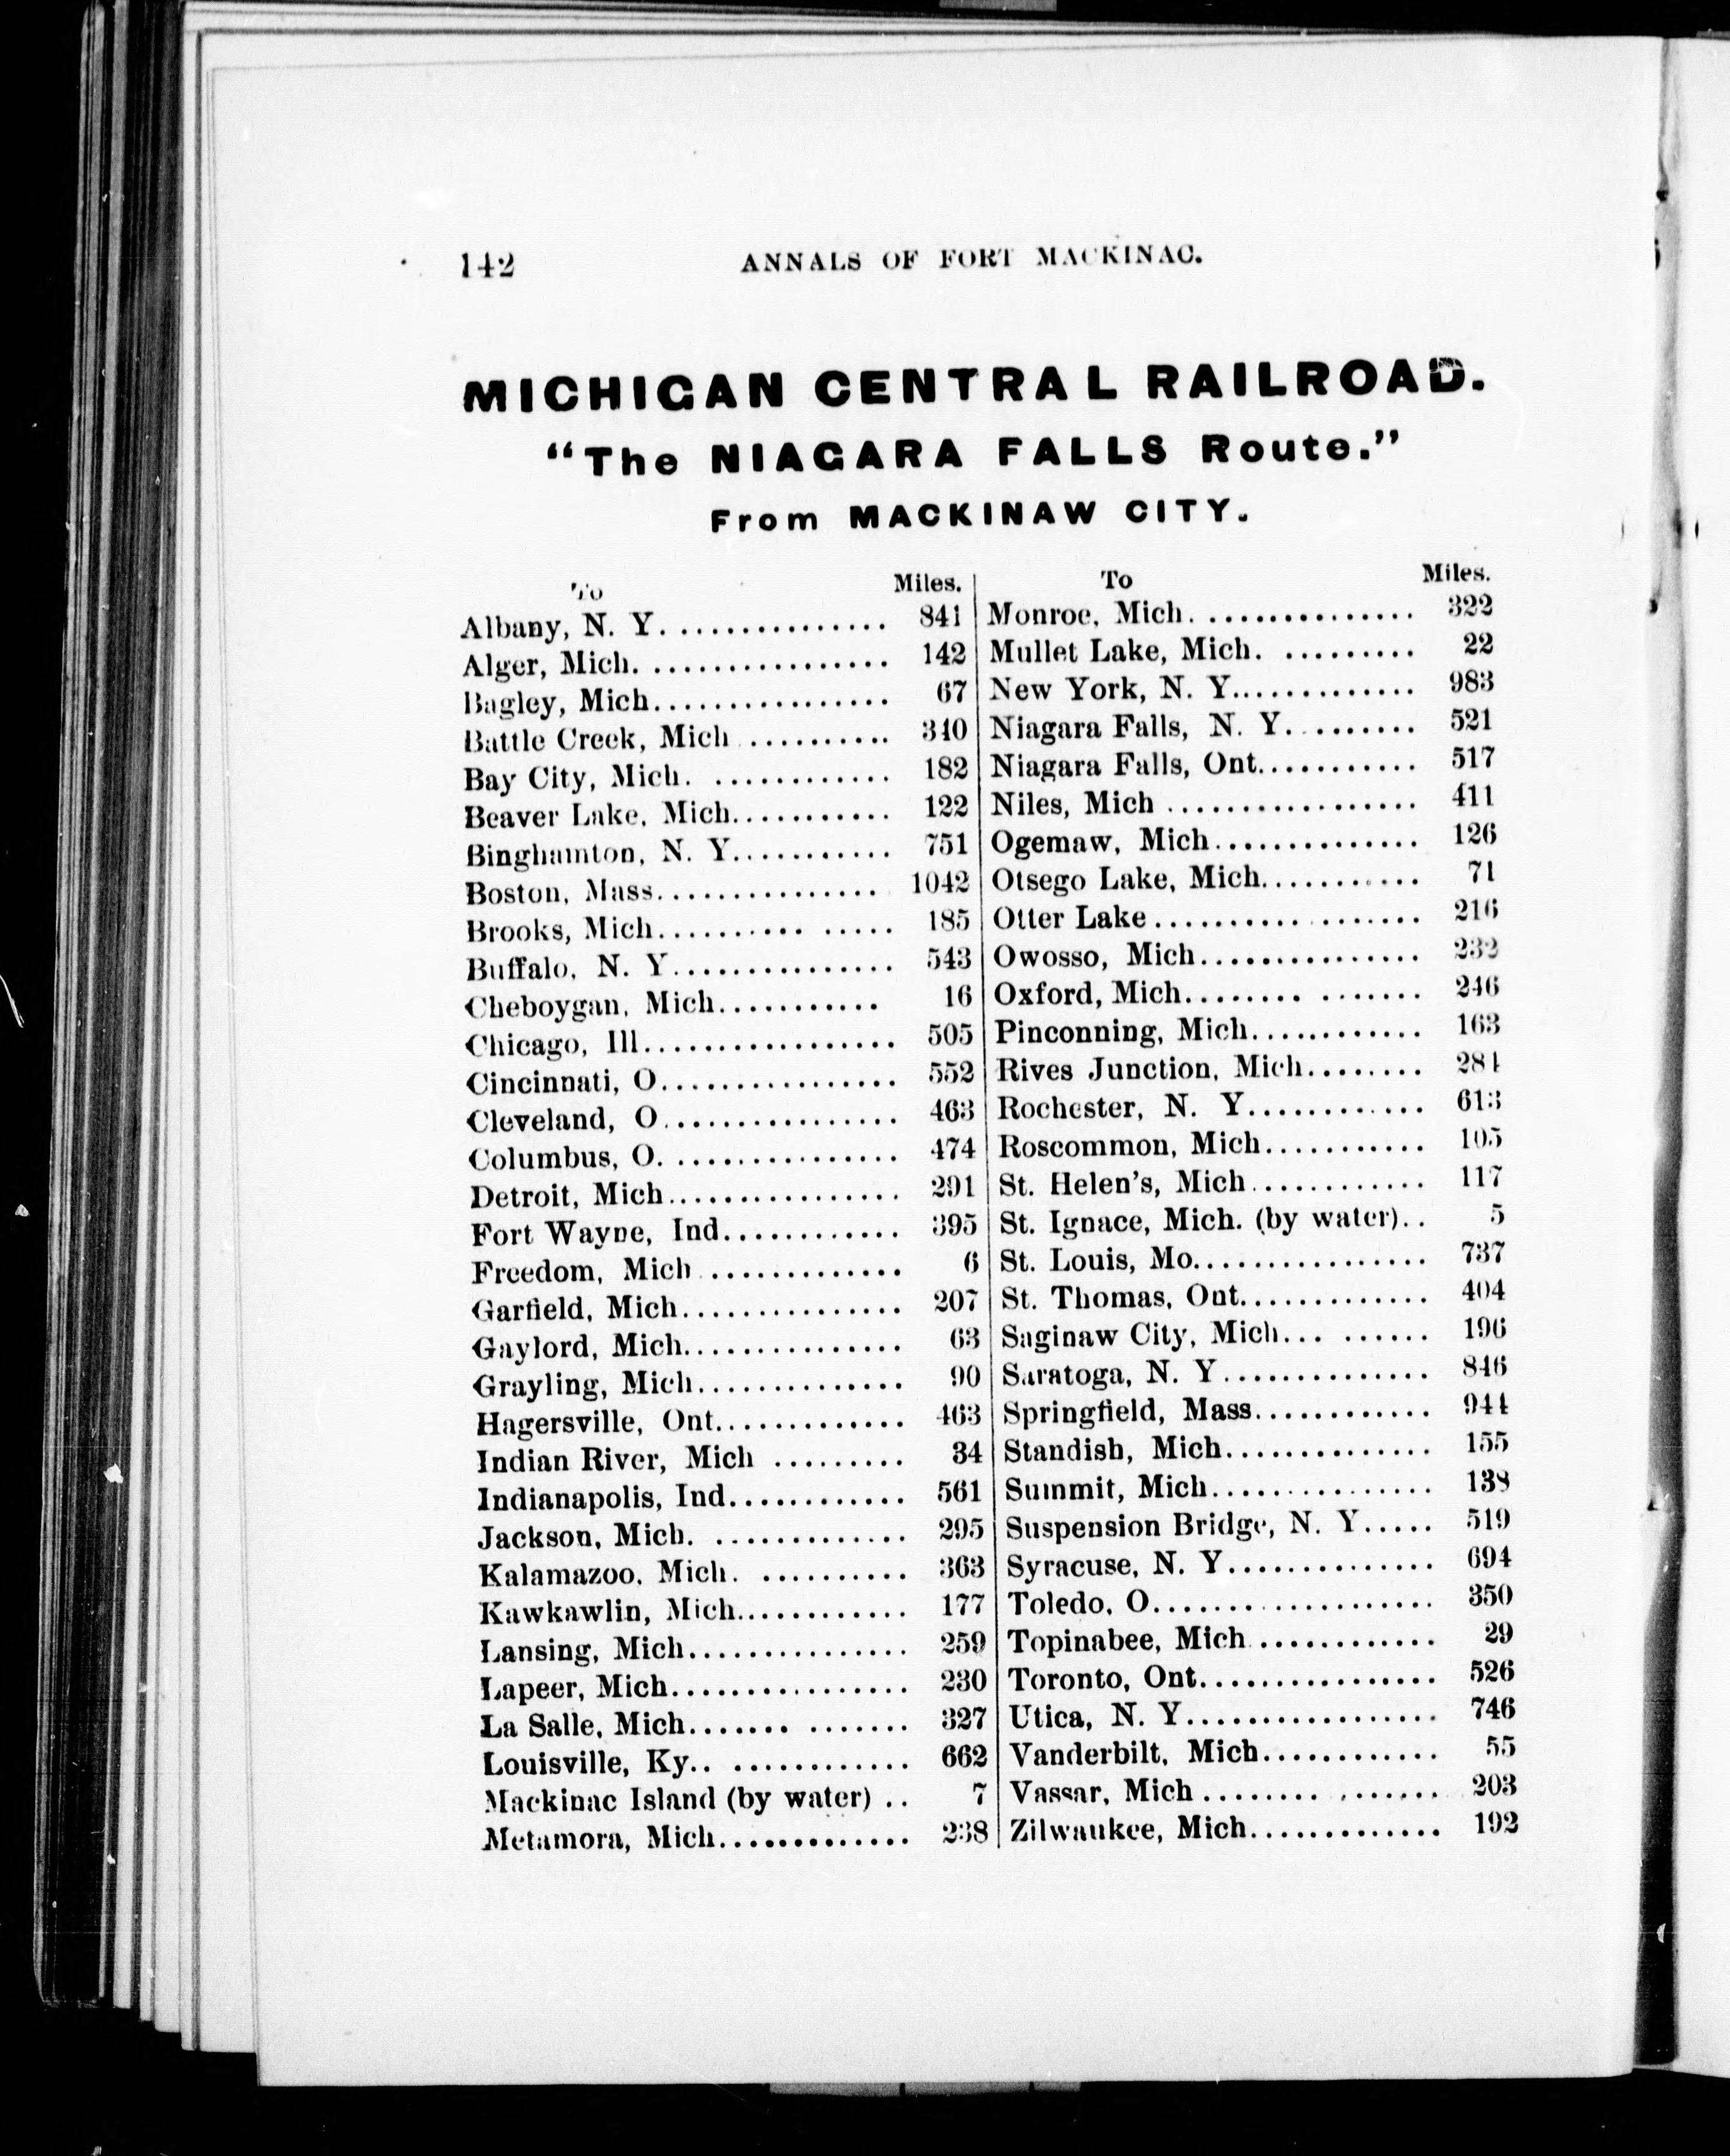 142 ANNALS OF FORT MACKINAC.
MICHIGAN CENTRAL RAILROAD.
"The NIAGARA FALLS Route."
From MACKINAW CITY.
To Miles.
Albany, N. Y. ............... 841
Alger, Mich. ................ 142
Bagley, Mich................ 67
Battle Creek, Mich .......... 340
Bay City, Mich. ............ 182
Beaver Lake, Mich........... 122
Binghamton, N. Y........... 751
Boston, Mass............... 1042
Brooks, Mich.......... ..... 185
Buffalo, N. Y............... 543
Cheboygan, Mich........... 16
Chicago, Ill................. 505
Cincinnati, O................ 552
Cleveland, O................ 463
Columbus, O. ............... 474
Detroit, Mich................ 291
Fort Wayne, Ind............ 395
Freedom, Mich ............. 6
Garfield, Mich............... 207
Gaylord, Mich............... 63
Grayling, Mich.............. 90
Hagersville, Ont............. 463
Indian River, Mich ......... 34
Indianapolis, Ind............ 561
Jackson, Mich. ............. 295
Kalamazoo, Mich. .......... 363
Kawkawlin, Mich............ 177
Lansing, Mich............... 259
Lapeer, Mich................ 230
La Salle, Mich....... ....... 327
Louisville, Ky.. ............ 662
Mackinac Island (by water) .. 7
Metamora, Mich............. 238
To Miles.
Monroe, Mich. .............. 322
Mullet Lake, Mich. ......... 22
New York, N. Y............. 983
Niagara Falls, N. Y......... 521
Niagara Falls, Ont........... 517
Niles, Mich ................. 411
Ogemaw, Mich.............. 126
Otsego Lake, Mich........... 71
Otter Lake.................. 216
Owosso, Mich............... 232
Oxford, Mich........ ....... 246
Pinconning, Mich............ 163
Rives Junction, Mich........ 284
Rochester, N. Y............ 613
Roscommon, Mich........... 105
St. Helen's, Mich............ 117
St. Ignace, Mich. (by water).. 5
St. Louis, Mo................ 737
St. Thomas, Ont............. 404
Saginaw City, Mich... ...... 196
Saratoga, N. Y.............. 846
Springfield, Mass............ 944
Standish, Mich.............. 155
Summit, Mich............... 138
Suspension Bridge, N. Y..... 519
Syracuse, N. Y.............. 694
Toledo, O................... 350
Topinabee, Mich ............ 29
Toronto, Ont................ 526
Utica, N. Y................. 746
Vanderbilt, Mich............ 55
Vassar, Mich ................ 203
Zilwaukee, Mich............. 192